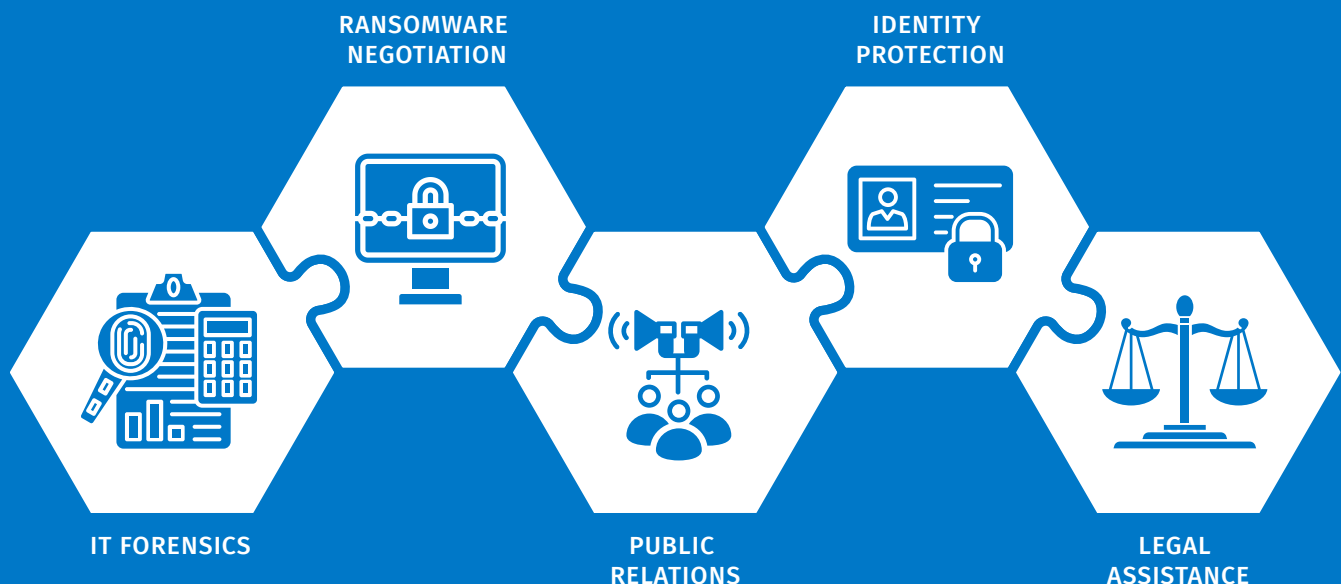 RANSOMWARE
NEGOTIATION
IDENTITY
PROTECTION
IT FORENSICS
PUBLIC
RELATIONS
LEGAL
ASSISTANCE